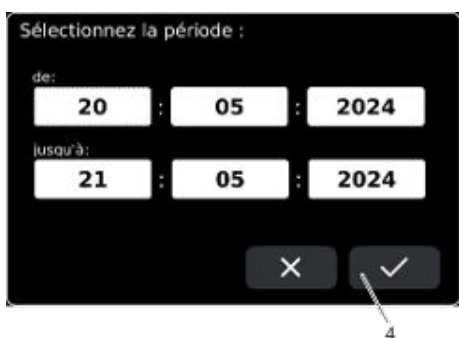 Sélectionnez la période :
de:
20 : 05 : 2024
jusqu'à:
21 : 05 : 2024
4